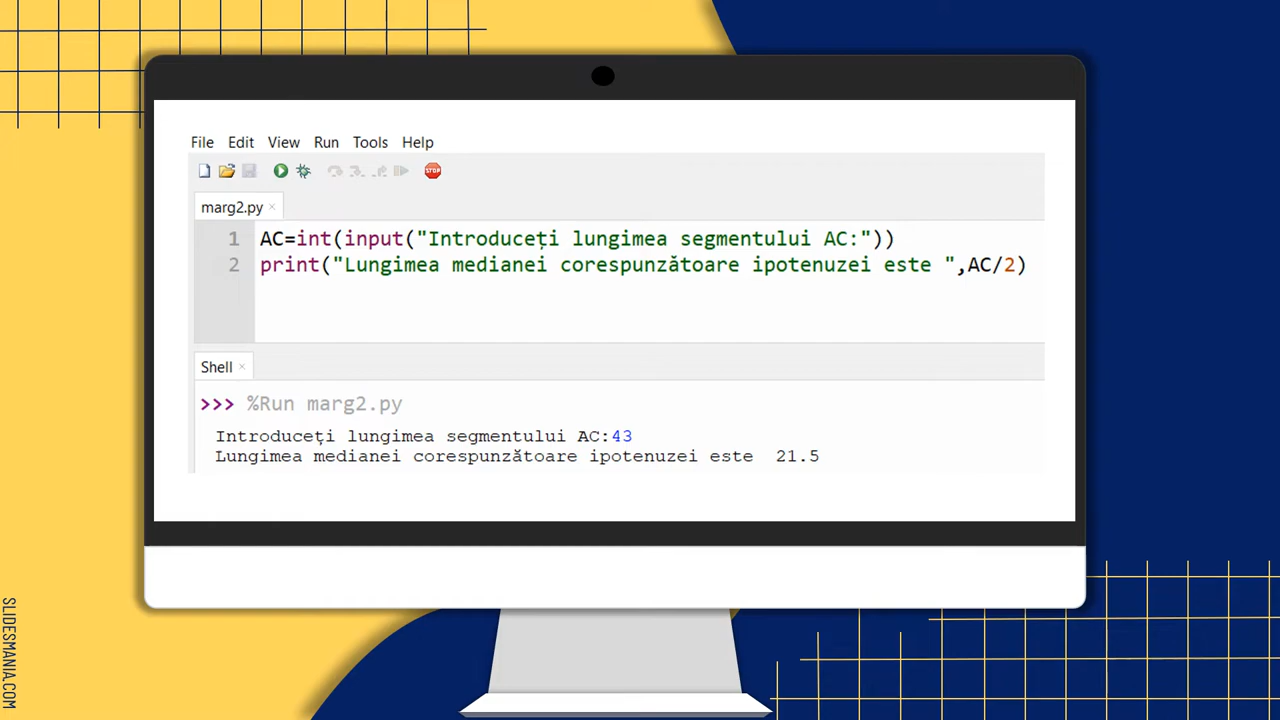 File Edit View Run Tools Help
STOP
marg2.py ×
1 AC=int(input("Introduceți lungimea segmentului AC:"))
2 print("Lungimea medianei corespunzătoare ipotenuzei este ",AC/2)
Shell ×
>>> %Run marg2.py
Introduceți lungimea segmentului AC:43
Lungimea medianei corespunzătoare ipotenuzei este  21.5
SLIDESMANIA.COM